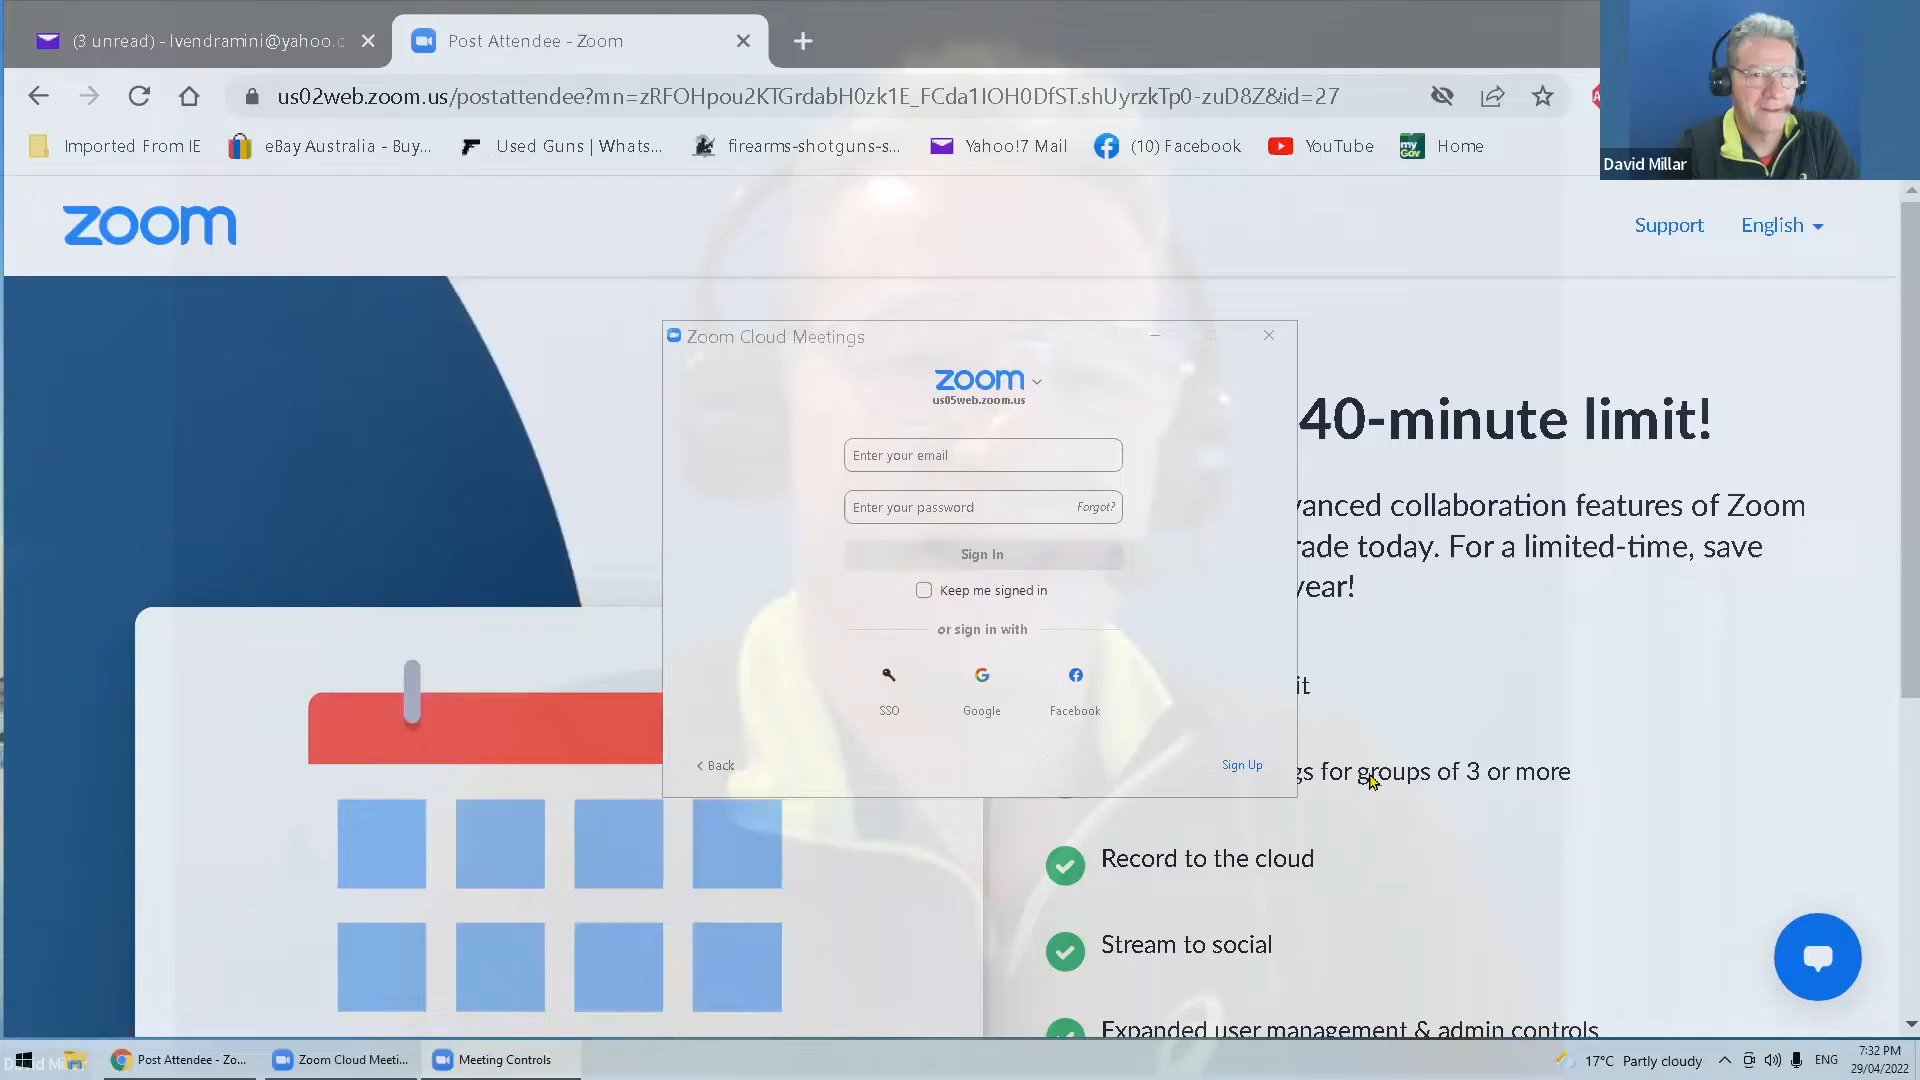 (3 unread) - lvendramini@yahoo.c
Post Attendee - Zoom
us02web.zoom.us/postattendee?mn=zRFOHpou2KTGrdabH0zk1E_FCda1IOH0DfST.shUyrzkTp0-zuD8Z&id=27
Imported From IE
eBay Australia - Buy...
Used Guns | Whats...
firearms-shotguns-s...
Yahoo!7 Mail
(10) Facebook
YouTube
my Gov
Home
David Millar
zoom
Support
English
Zoom Cloud Meetings
zoom
us05web.zoom.us
Enter your email
Enter your password
Forgot?
Sign In
Keep me signed in
or sign in with
SSO
Google
Facebook
< Back
Sign Up
40-minute limit!
vanced collaboration features of Zoom
rade today. For a limited-time, save
year!
it
gs for groups of 3 or more
Record to the cloud
Stream to social
Expanded user management & admin controls
Post Attendee - Zo...
Zoom Cloud Meeti...
Meeting Controls
17°C Partly cloudy
ENG
7:32 PM
29/04/2022